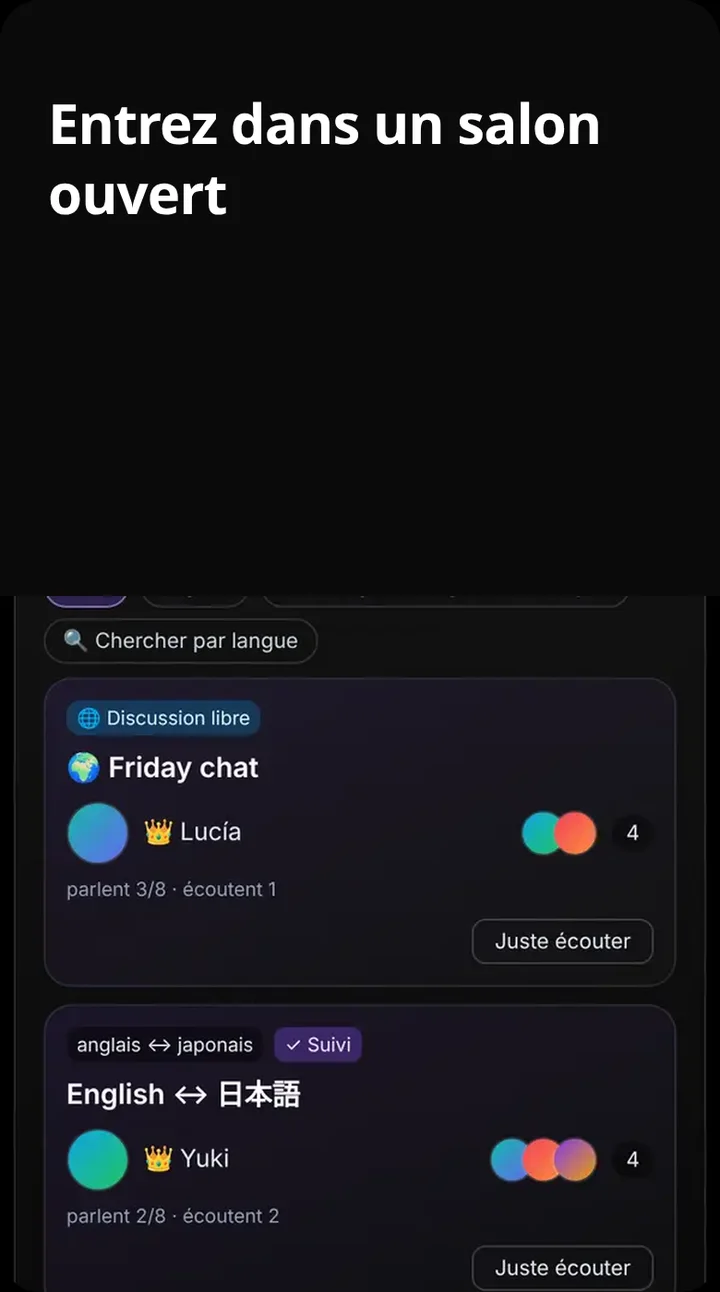 Entrez dans un salon
ouvert
🔍 Chercher par langue
🌐 Discussion libre
🌍 Friday chat
👑 Lucía
4
parlent 3/8 · écoutent 1
Juste écouter
anglais ↔ japonais
✓ Suivi
English ↔ 日本語
👑 Yuki
4
parlent 2/8 · écoutent 2
Juste écouter